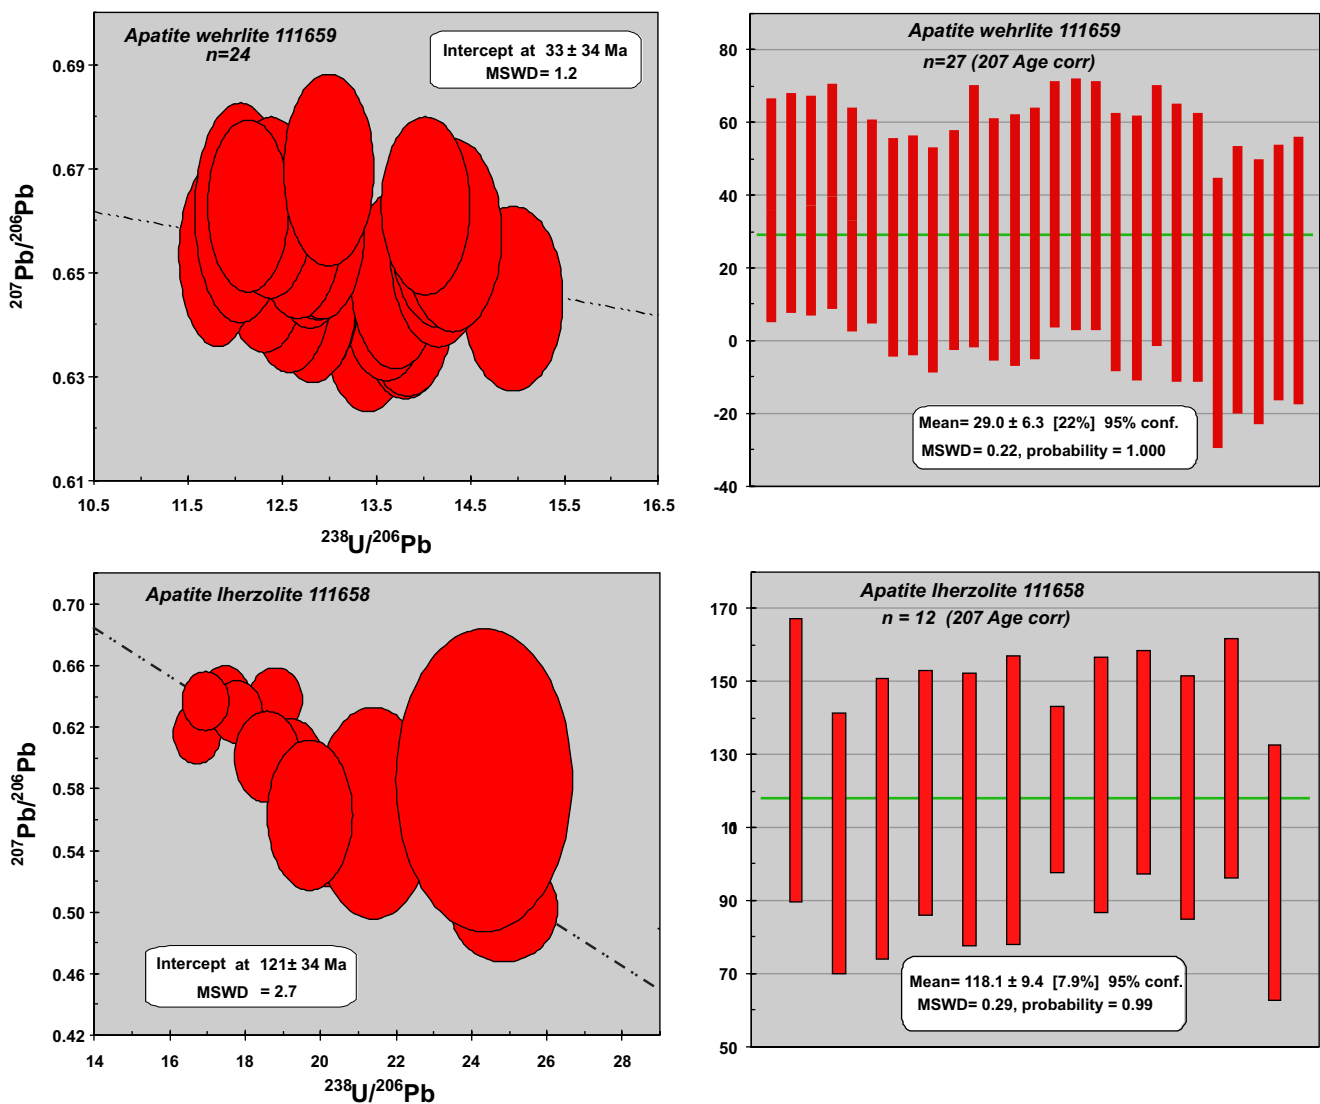 Apatite wehrlite 111659
n=24
Intercept at 33 ± 34 Ma
MSWD= 1.2
0.69
0.67
0.65
0.63
0.61
207Pb/206Pb
10.5 11.5 12.5 13.5 14.5 15.5 16.5
238U/206Pb
Apatite wehrlite 111659
n=27 (207 Age corr)
80
60
40
20
0
-20
-40
Mean= 29.0 ± 6.3 [22%] 95% conf.
MSWD= 0.22, probability = 1.000
Apatite lherzolite 111658
0.70
0.66
0.62
0.58
0.54
0.50
0.46
0.42
207Pb/206Pb
Intercept at 121± 34 Ma
MSWD = 2.7
14 16 18 20 22 24 26 28
238U/206Pb
Apatite lherzolite 111658
n = 12 (207 Age corr)
170
150
130
110
90
70
50
Mean= 118.1 ± 9.4 [7.9%] 95% conf.
MSWD= 0.29, probability = 0.99